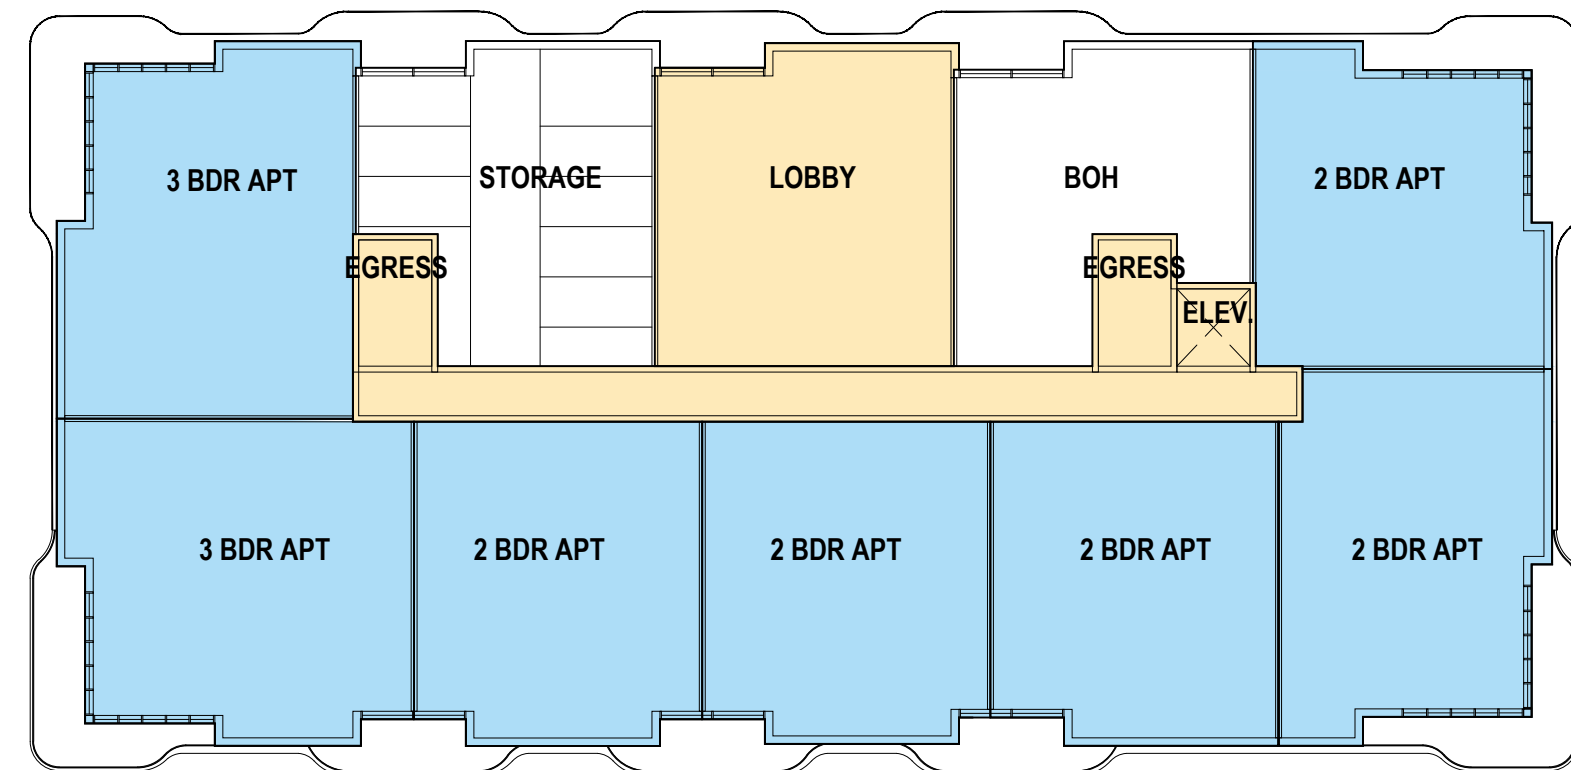 3 BDR APT
STORAGE
LOBBY
BOH
2 BDR APT
EGRESS
EGRESS
ELEV.
3 BDR APT
2 BDR APT
2 BDR APT
2 BDR APT
2 BDR APT